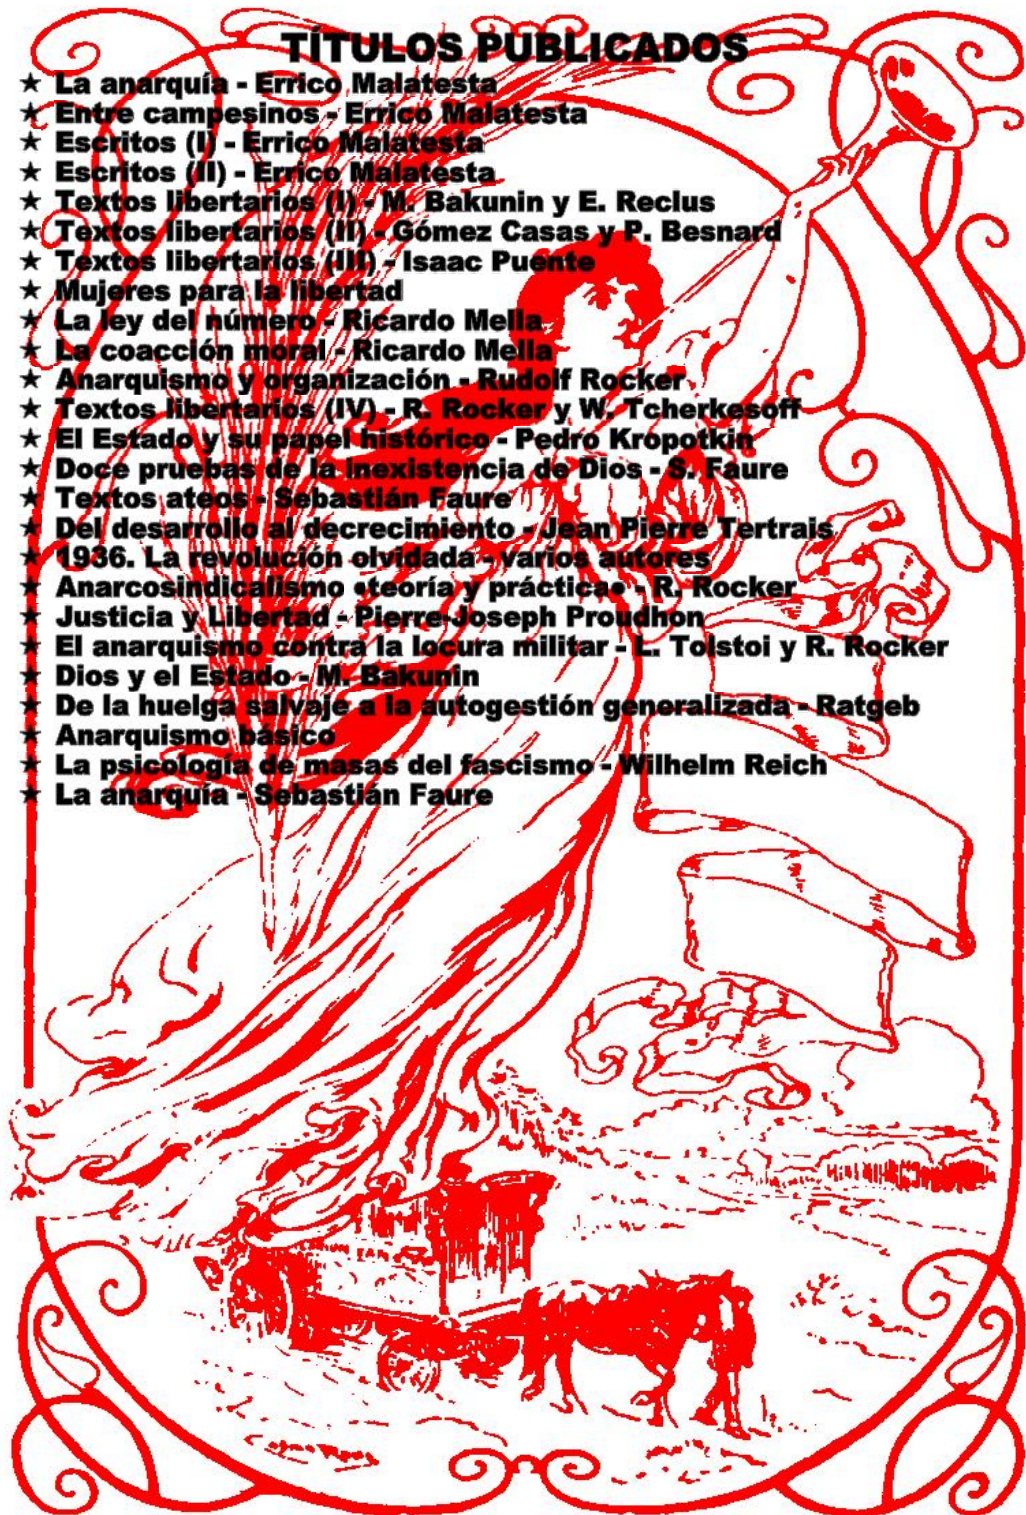 TÍTULOS PUBLICADOS
★ La anarquía - Errico Malatesta
★ Entre campesinos - Errico Malatesta
★ Escritos (I) - Errico Malatesta
★ Escritos (II) - Errico Malatesta
★ Textos libertarios (I) - M. Bakunin y E. Reclus
★ Textos libertarios (II) - Gómez Casas y P. Besnard
★ Textos libertarios (III) - Isaac Puente
★ Mujeres para la libertad
★ La ley del número - Ricardo Mella
★ La coacción moral - Ricardo Mella
★ Anarquismo y organización - Rudolf Rocker
★ Textos libertarios (IV) - R. Rocker y W. Tcherkesoff
★ El Estado y su papel histórico - Pedro Kropotkin
★ Doce pruebas de la inexistencia de Dios - S. Faure
★ Textos ateos - Sebastián Faure
★ Del desarrollo al decrecimiento - Jean Pierre Tertrais
★ 1936. La revolución olvidada - varios autores
★ Anarcosindicalismo «teoría y práctica» - R. Rocker
★ Justicia y Libertad - Pierre-Joseph Proudhon
★ El anarquismo contra la locura militar - L. Tolstoi y R. Rocker
★ Dios y el Estado - M. Bakunin
★ De la huelga salvaje a la autogestión generalizada - Ratgeb
★ Anarquismo básico
★ La psicología de masas del fascismo - Wilhelm Reich
★ La anarquía - Sebastián Faure